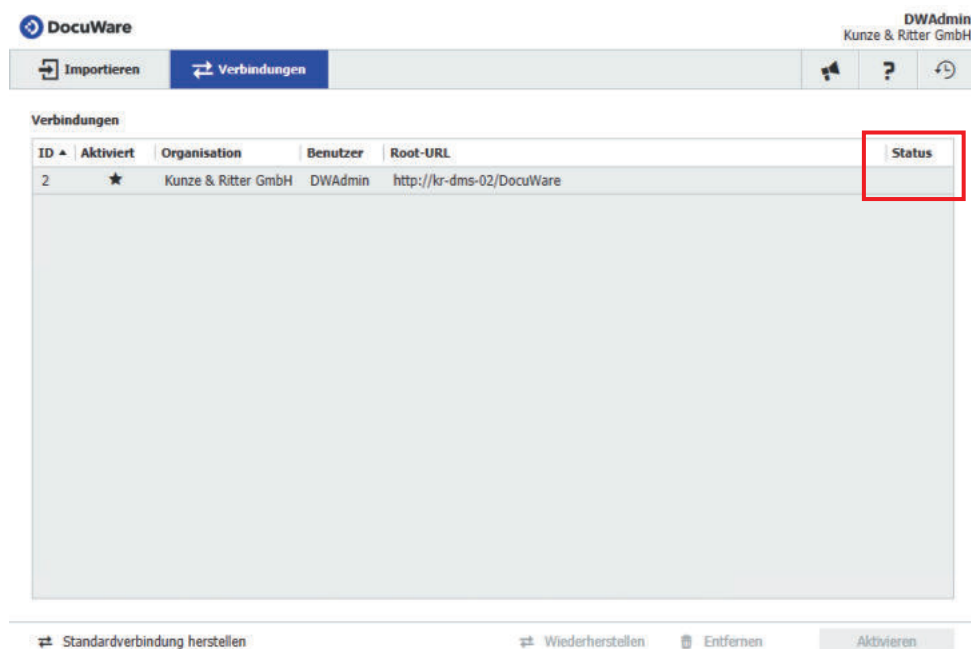 DocuWare
DWAdmin
Kunze & Ritter GmbH
Importieren
Verbindungen
?
Verbindungen
ID Aktiviert Organisation Benutzer Root-URL Status
2 Kunze & Ritter GmbH DWAdmin http://kr-dms-02/DocuWare
Standardverbindung herstellen Wiederherstellen Entfernen Aktivieren